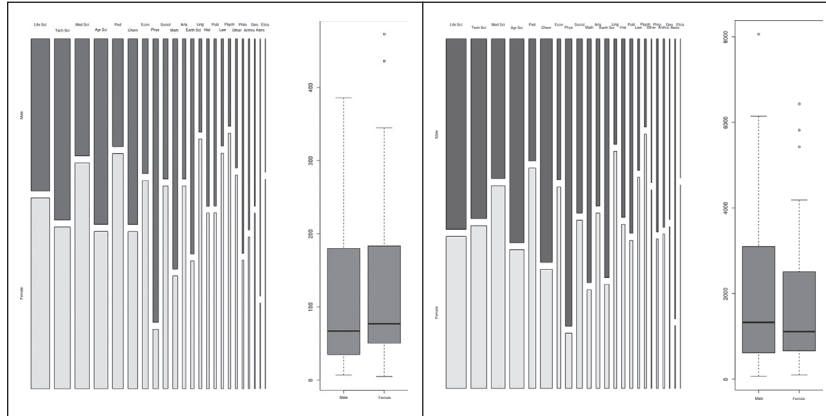 Life Sci Tech Sci Med Sci Agr Sci Ped Chem Econ Phys Social Math Arts Earth Sci Ling Hist Polit Law Psych Other Philo Anthro Geo Astro Ethics
Male
Female
400
300
200
100
0
Male Female
Life Sci Tech Sci Med Sci Agr Sci Ped Chem Econ Phys Social Math Arts Earth Sci Ling Hist Polit Law Psych Other Philo Anthro Geo Astro Ethics
Male
Female
8000
6000
4000
2000
0
Male Female